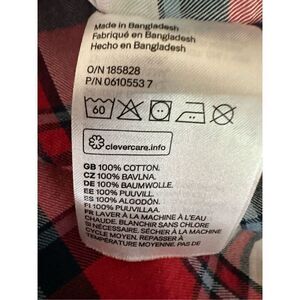 Made in Bangladesh
Fabriqué en Bangladesh
Hecho en Bangladesh
O/N 185828
P/N 0610553 7
60
clevercare.info
GB 100% COTTON.
CZ 100% BAVLNA.
DE 100% BAUMWOLLE.
EE 100% PUUVILL.
ES 100% ALGODÓN.
FI 100% PUUVILLAA.
FR LAVER À LA MACHINE À L'EAU
CHAUDE. BLANCHIR SANS CHLORE
SI NÉCESSAIRE. SÉCHER À LA MACHINE
CYCLE MOYEN. REPASSER À
TEMPÉRATURE MOYENNE. PAS DE